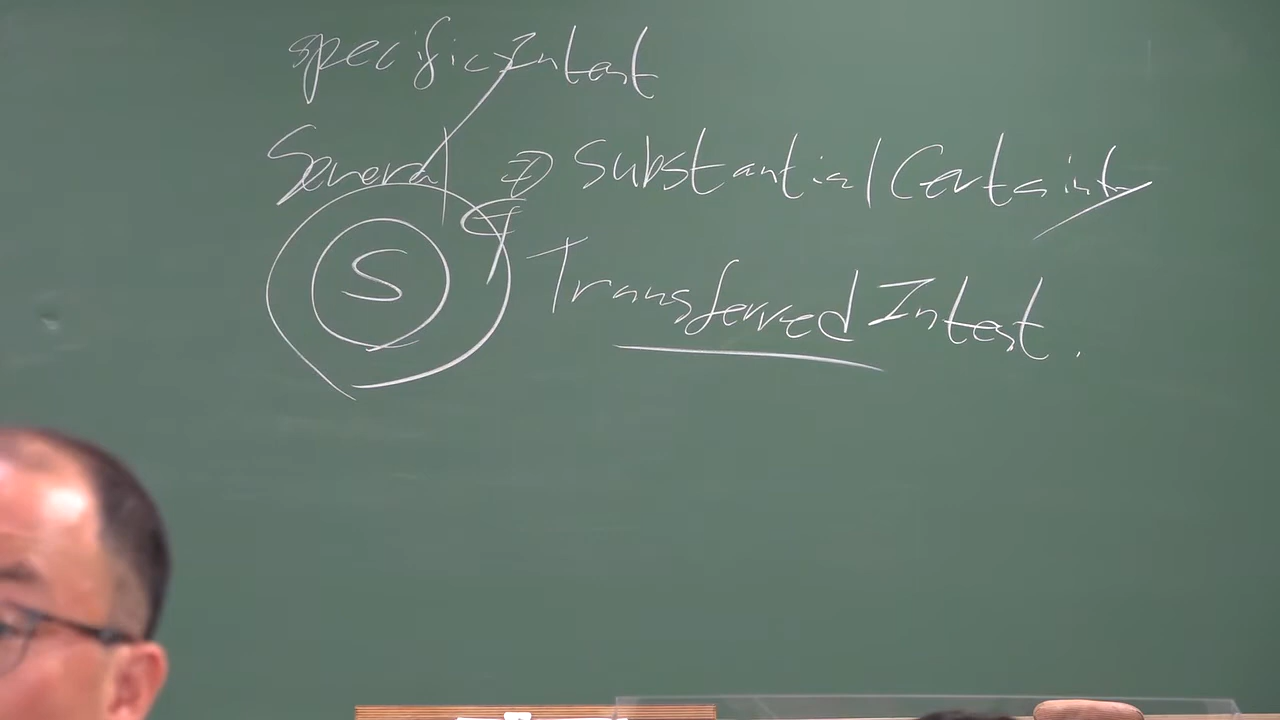 specific Intent
General ⇒ Substantial Certainty
S G Transferred Intent.